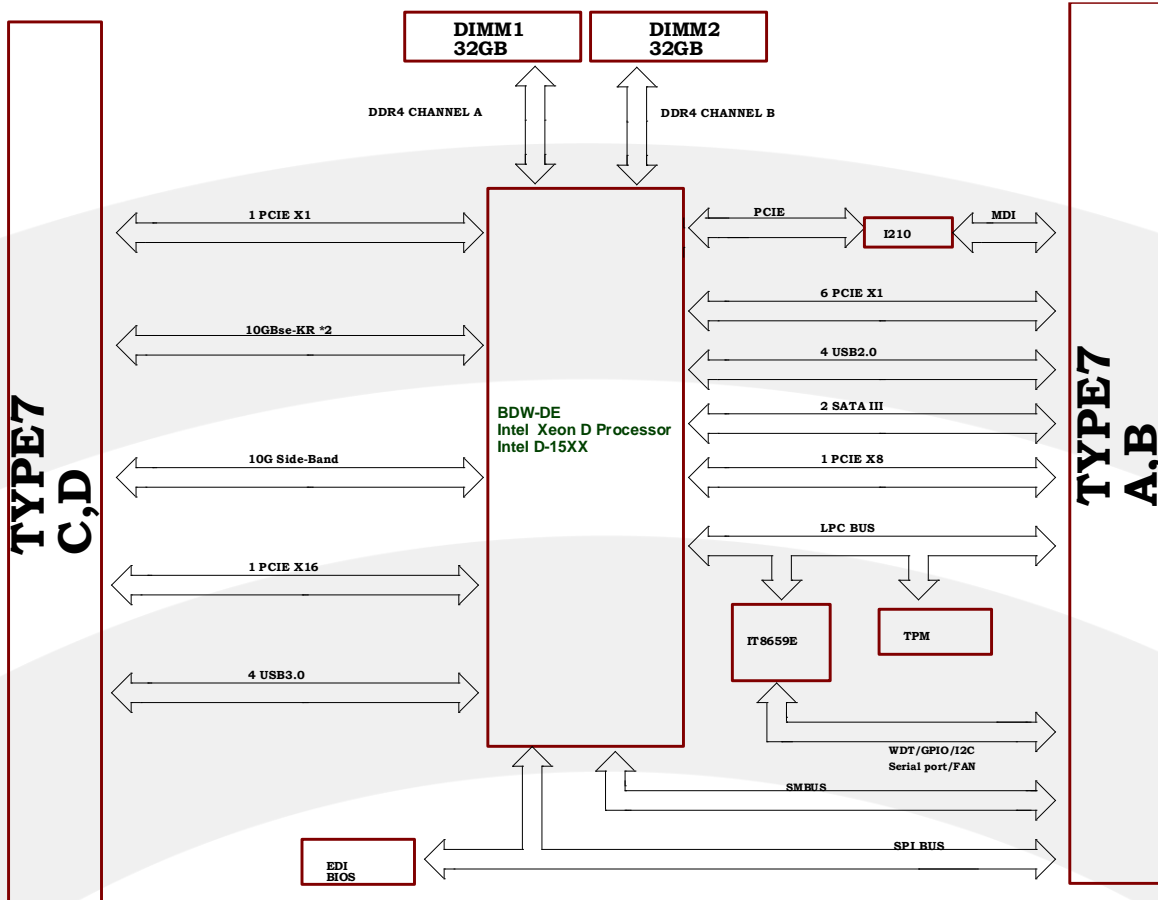 DIMM1
32GB
DIMM2
32GB
DDR4 CHANNEL A
DDR4 CHANNEL B
1 PCIE X1
PCIE
I210
MDI
6 PCIE X1
10GBse-KR *2
4 USB2.0
TYPE7
C,D
BDW-DE
Intel Xeon D Processor
Intel D-15XX
2 SATA III
TYPE7
A,B
10G Side-Band
1 PCIE X8
LPC BUS
1 PCIE X16
IT8659E
TPM
4 USB3.0
WDT/GPIO/I2C
Serial port/FAN
SMBUS
SPI BUS
EDI
BIOS